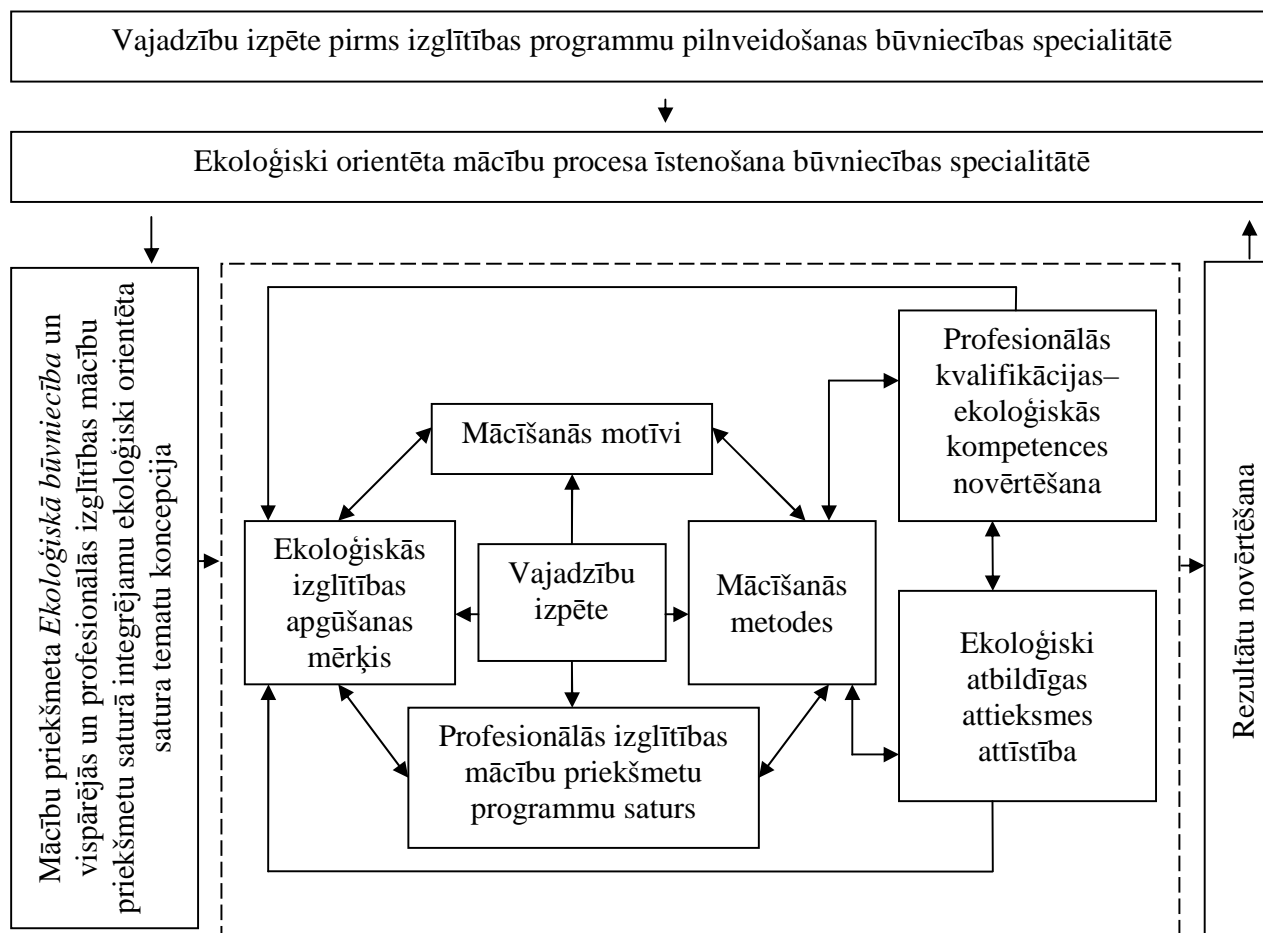 Vajadzību izpēte pirms izglītības programmu pilnveidošanas būvniecības specialitātē
Ekoloģiski orientēta mācību procesa īstenošana būvniecības specialitātē
Mācību priekšmeta Ekoloģiskā būvniecība un
vispārējās un profesionālās izglītības mācību
priekšmetu saturā integrējamu ekoloģiski orientēta
satura tematu koncepcija
Mācīšanās motīvi
Ekoloģiskās
izglītības
apgūšanas
mērķis
Vajadzību
izpēte
Mācīšanās
metodes
Profesionālās izglītības
mācību priekšmetu
programmu saturs
Profesionālās
kvalifikācijas–
ekoloģiskās
kompetences
novērtēšana
Ekoloģiski
atbildīgas
attieksmes
attīstība
Rezultātu novērtēšana